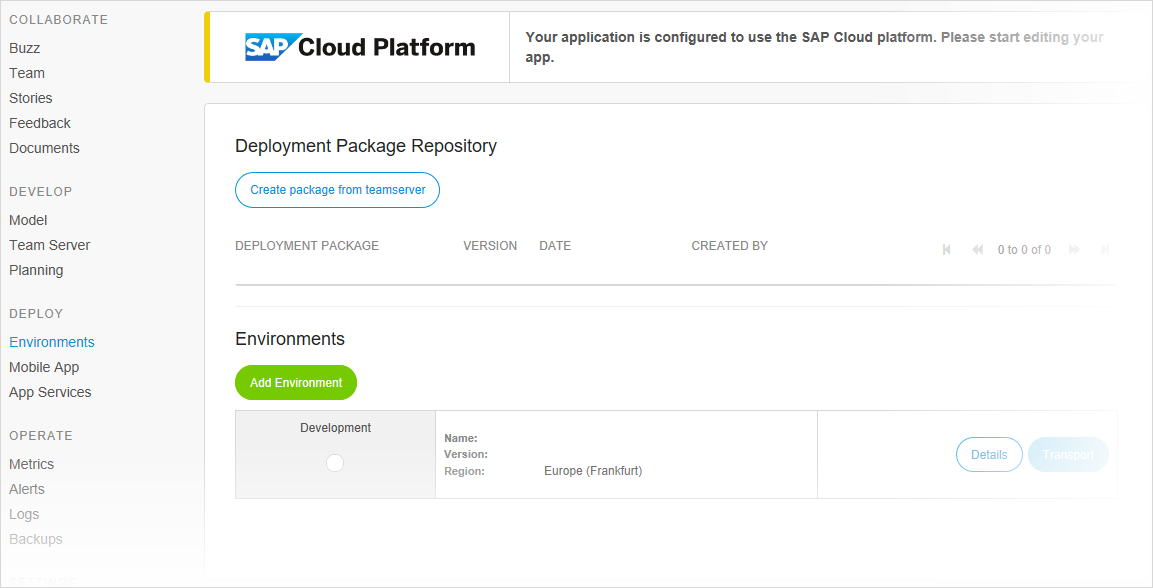 COLLABORATE
Buzz
Team
Stories
Feedback
Documents
DEVELOP
Model
Team Server
Planning
DEPLOY
Environments
Mobile App
App Services
OPERATE
Metrics
Alerts
Logs
Backups
SETTINGS
SAP Cloud Platform
Your application is configured to use the SAP Cloud platform. Please start editing your
app.
Deployment Package Repository
Create package from teamserver
DEPLOYMENT PACKAGE VERSION DATE CREATED BY 0 to 0 of 0
Environments
Add Environment
Development
Name:
Version:
Region: Europe (Frankfurt)
Details Transport